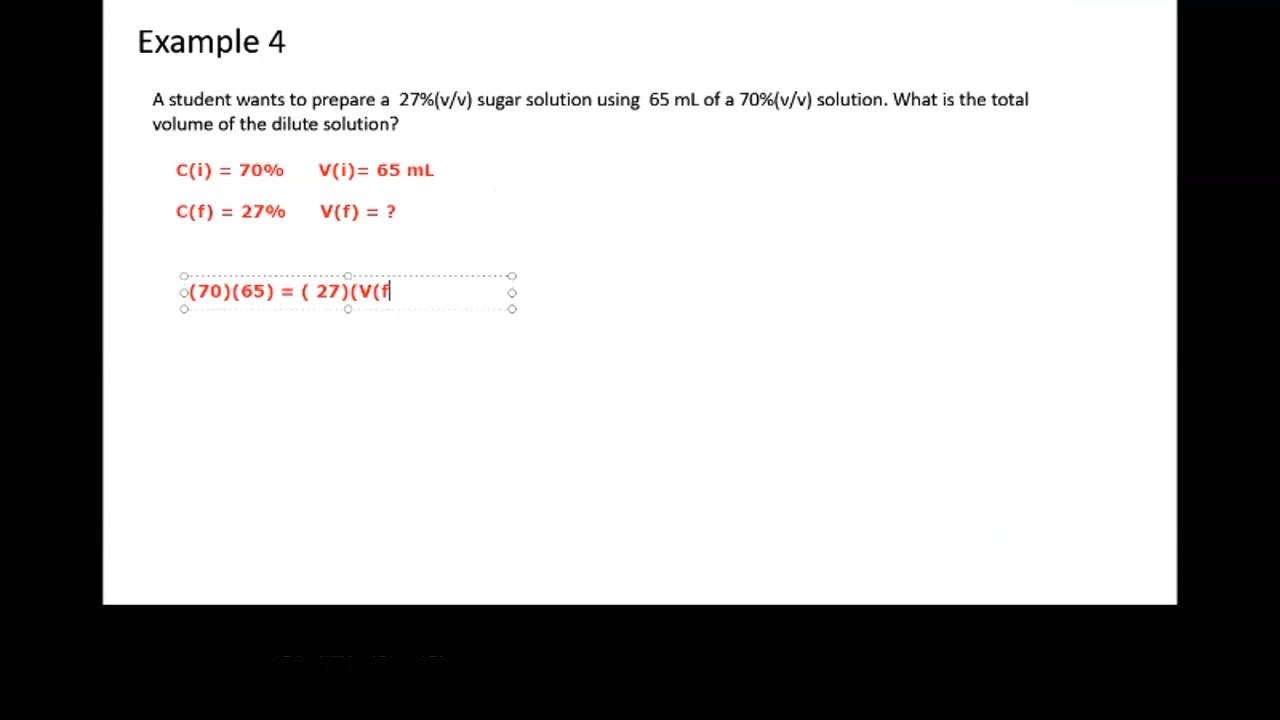 Example 4
A student wants to prepare a 27%(v/v) sugar solution using 65 mL of a 70%(v/v) solution. What is the total
volume of the dilute solution?
C(i) = 70% V(i)= 65 mL
C(f) = 27% V(f) = ?
(70)(65) = ( 27)(V(f